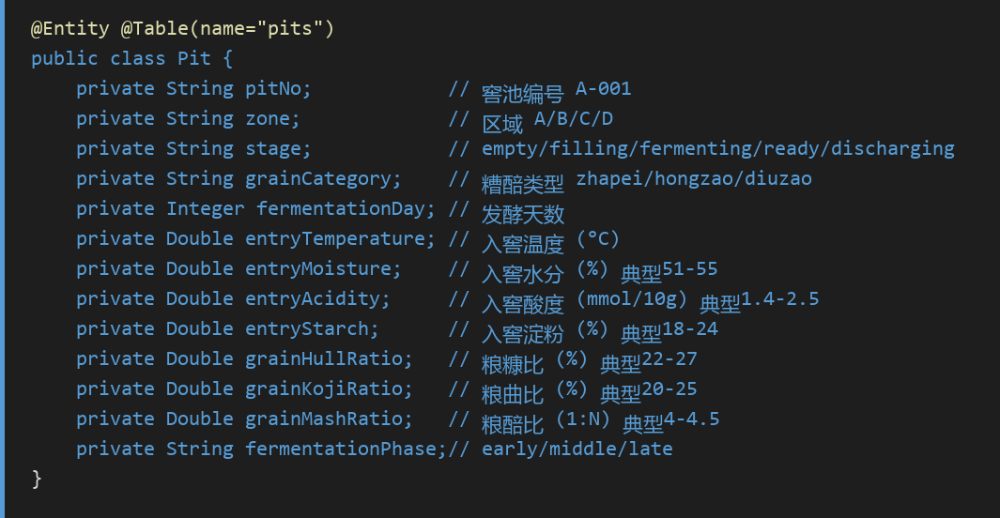 @Entity @Table(name="pits")
public class Pit {
    private String pitNo;            // 窖池编号 A-001
    private String zone;             // 区域 A/B/C/D
    private String stage;            // empty/filling/fermenting/ready/discharging
    private String grainCategory;    // 糟醅类型 zhapei/hongzao/diuzao
    private Integer fermentationDay; // 发酵天数
    private Double entryTemperature; // 入窖温度 (°C)
    private Double entryMoisture;    // 入窖水分 (%) 典型51-55
    private Double entryAcidity;     // 入窖酸度 (mmol/10g) 典型1.4-2.5
    private Double entryStarch;      // 入窖淀粉 (%) 典型18-24
    private Double grainHullRatio;   // 粮糠比 (%) 典型22-27
    private Double grainKojiRatio;   // 粮曲比 (%) 典型20-25
    private Double grainMashRatio;   // 粮醅比 (1:N) 典型4-4.5
    private String fermentationPhase;// early/middle/late
}